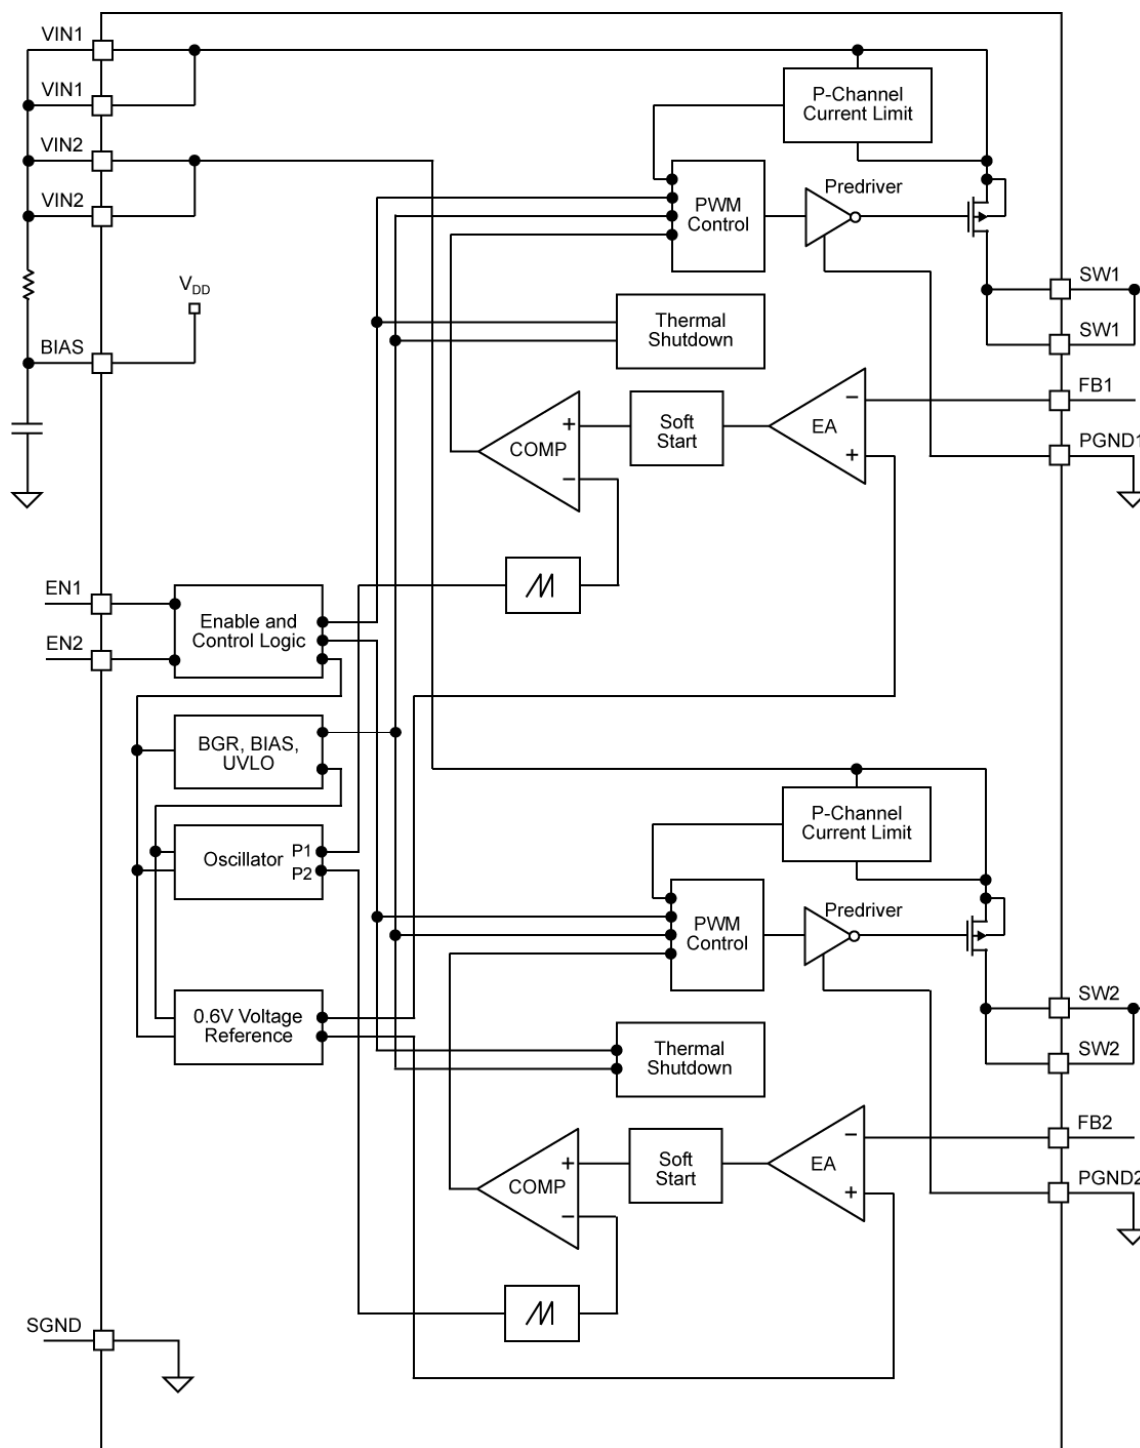 VIN1
VIN1
VIN2
VIN2
VDD
BIAS
P-Channel
Current Limit
PWM
Control
Predriver
SW1
SW1
Thermal
Shutdown
FB1
PGND1
COMP
+
−
Soft
Start
EA
−
+
EN1
EN2
Enable and
Control Logic
BGR, BIAS,
UVLO
Oscillator
P1
P2
0.6V Voltage
Reference
P-Channel
Current Limit
PWM
Control
Predriver
SW2
SW2
Thermal
Shutdown
FB2
PGND2
COMP
+
−
Soft
Start
EA
−
+
SGND